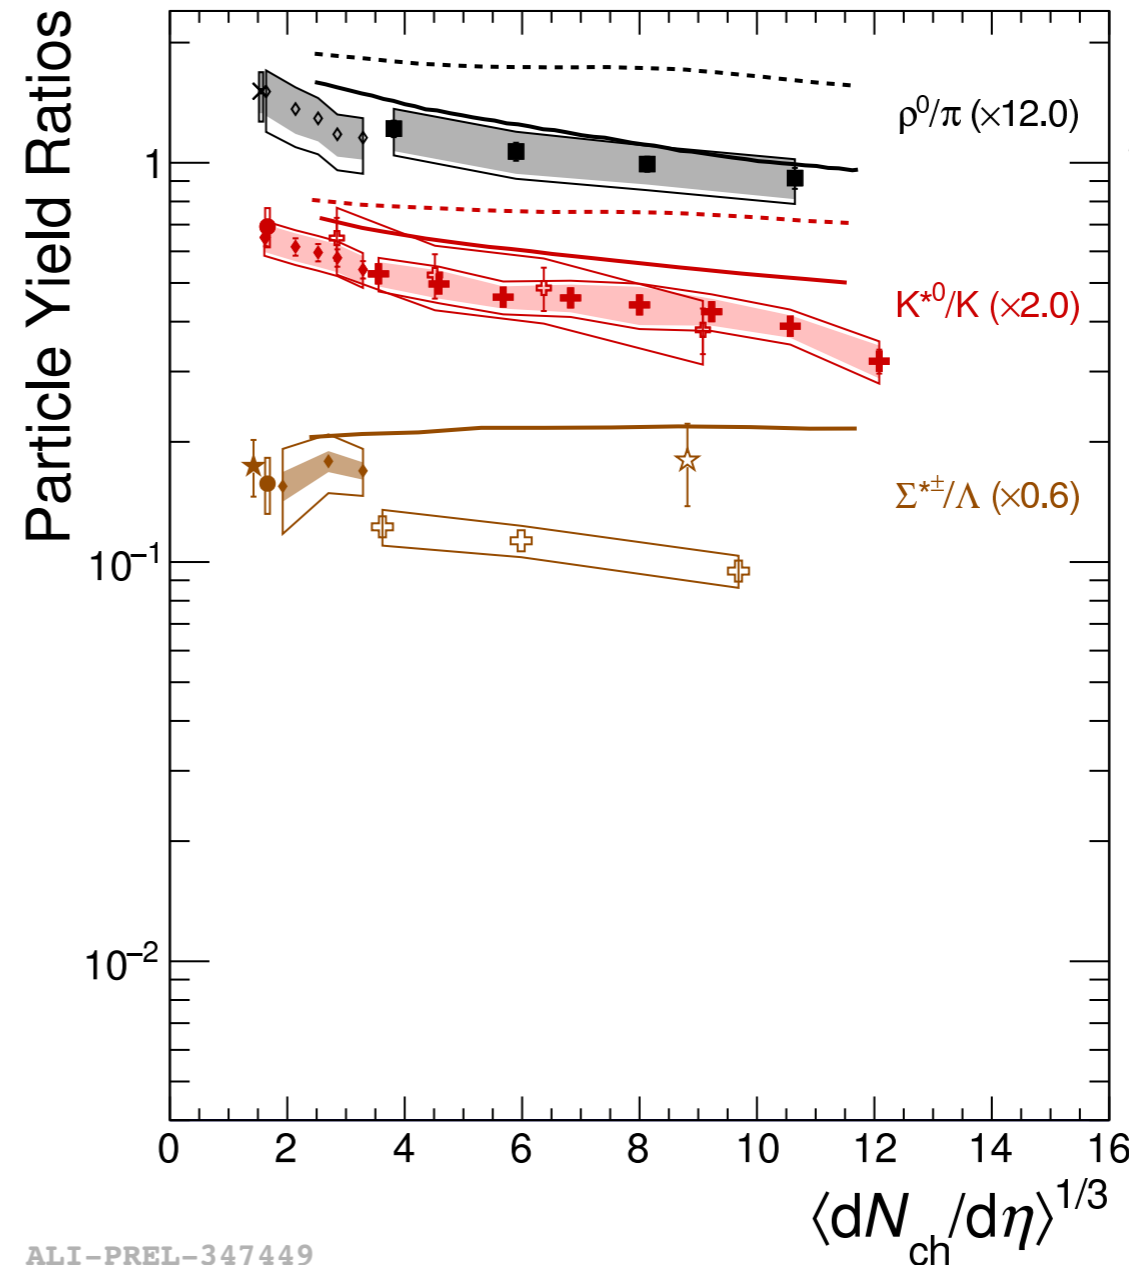 Particle Yield Ratios
1
10⁻¹
10⁻²
ρ⁰/π (×12.0)
K*⁰/K (×2.0)
Σ*±/Λ (×0.6)
0 2 4 6 8 10 12 14 16
⟨dN_ch/dη⟩^1/3
ALI-PREL-347449